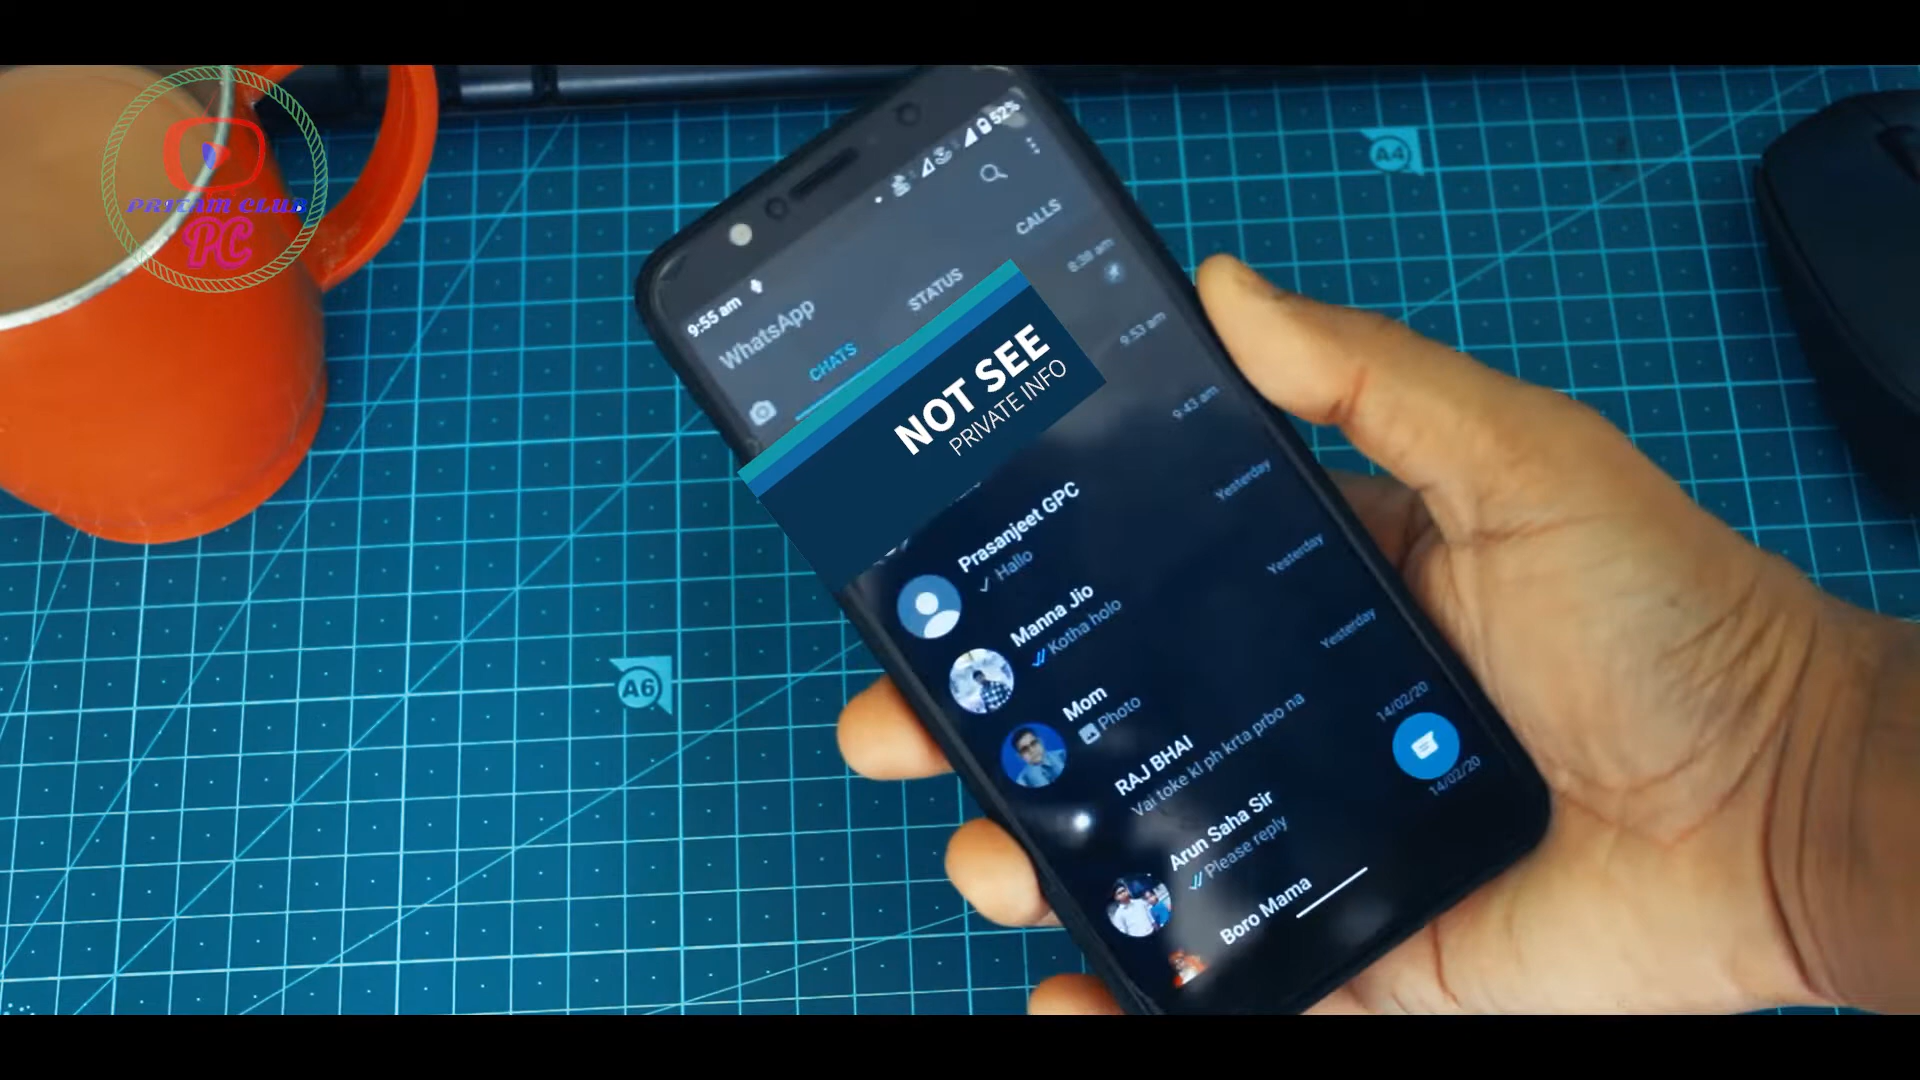 PRITAM CLUB
PC
A4
52%
9:55 am
WhatsApp
CHATS
STATUS
CALLS
8:38 am
NOT SEE
PRIVATE INFO
9:53 am
9:43 am
Prasanjeet GPC
Hallo
Yesterday
Manna Jio
Kotha holo
Yesterday
Mom
Photo
Yesterday
RAJ BHAI
Vai toke kl ph krta prbo na
14/02/20
Arun Saha Sir
Please reply
14/02/20
Boro Mama
A6